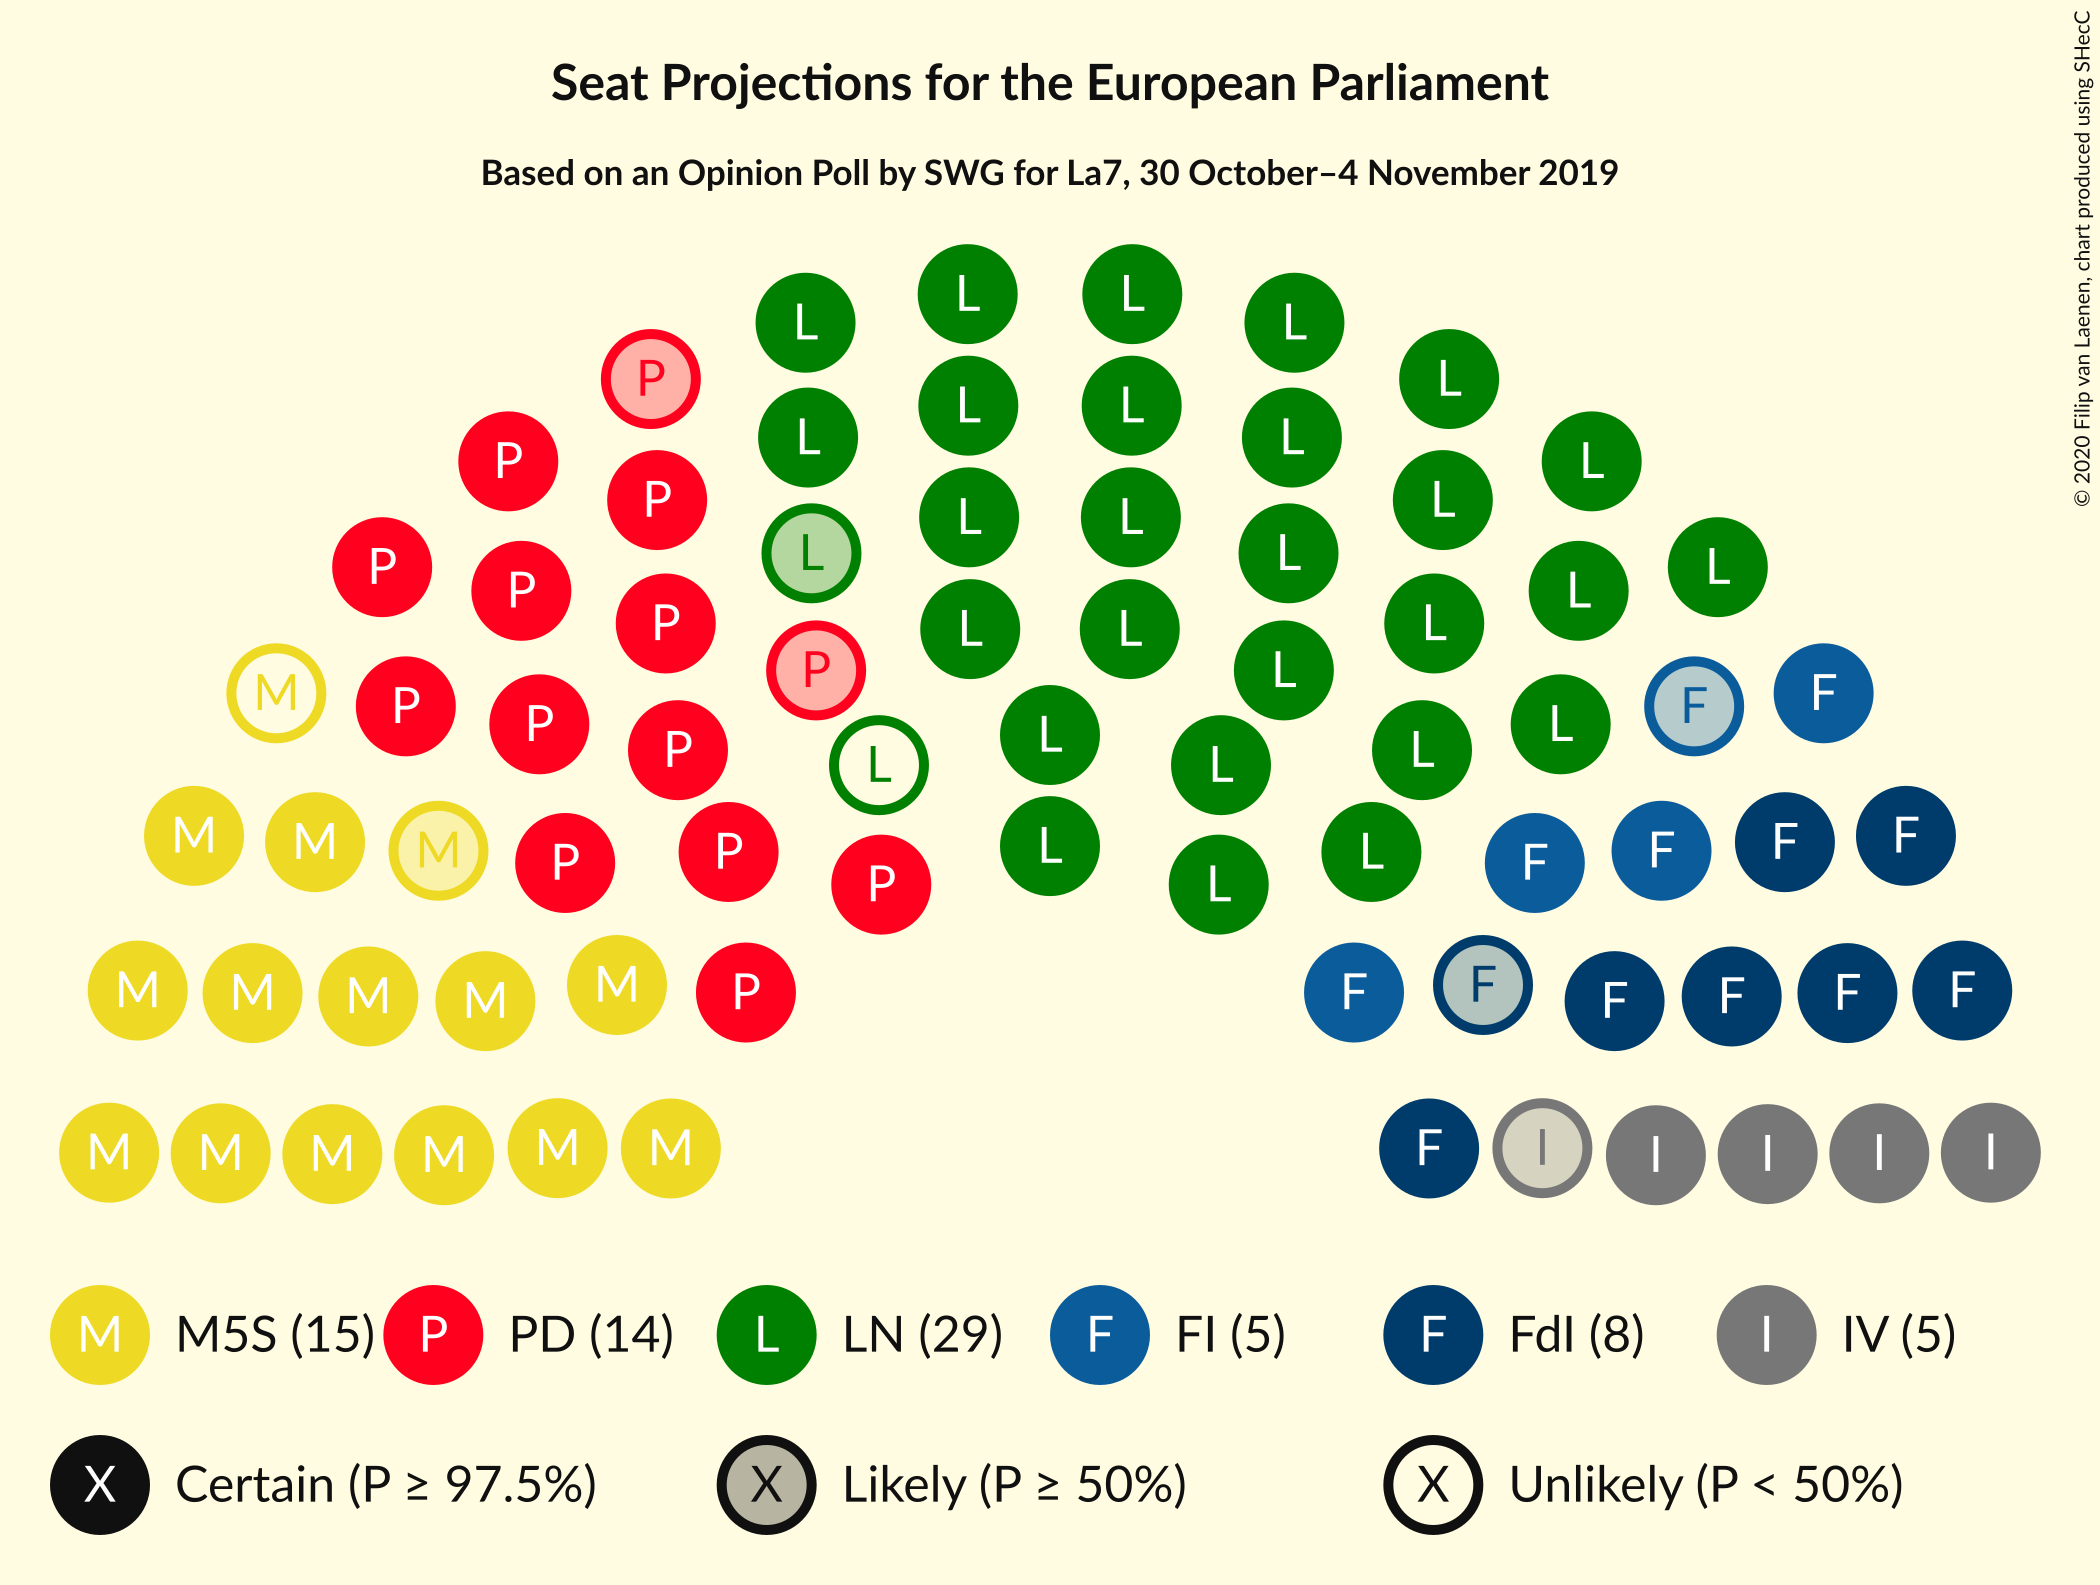 © 2020 Filip van Laenen, chart produced using SHecC
Seat Projections for the European Parliament
Based on an Opinion Poll by SWG for La7, 30 October–4 November 2019
L L L L
P L L L L L
P P L L L L
P P P L L L L L
M P P L L L F F
P P L L L L L
M M M P P P L L L F F F F
M M M M M P F F F F F F
M M M M M M F I I I I I
M M5S (15) P PD (14) L LN (29) F FI (5) F FdI (8) I IV (5)
X Certain (P ≥ 97.5%) X Likely (P ≥ 50%) X Unlikely (P < 50%)